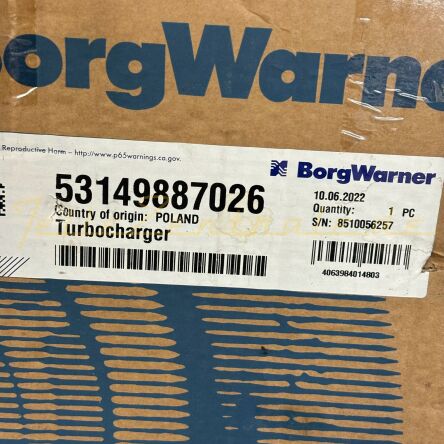 BorgWarner
Reproductive Harm - http://www.p65warnings.ca.gov.
53149887026
Country of origin: POLAND
Turbocharger
BorgWarner
10.06.2022
Quantity: 1 PC
S/N: 8510056257
4063984014803